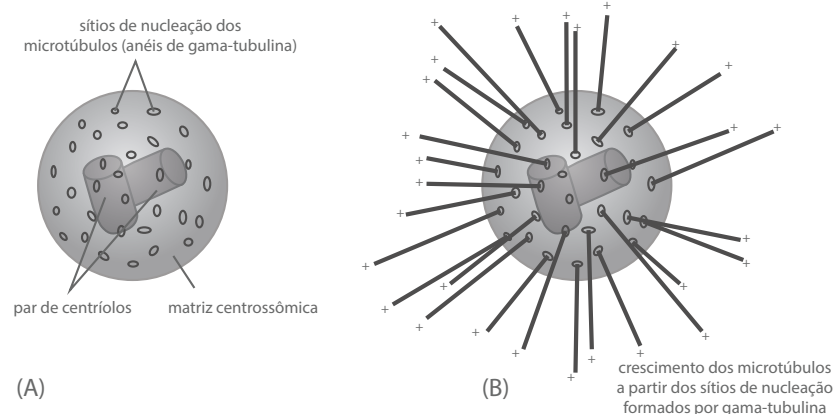 sítios de nucleação dos
microtúbulos (anéis de gama-tubulina)
par de centríolos
matriz centrossômica
(A)
+ + + + + + + + + + + + + + + + + + + + + + + + + + + +
(B)
crescimento dos microtúbulos
a partir dos sítios de nucleação
formados por gama-tubulina